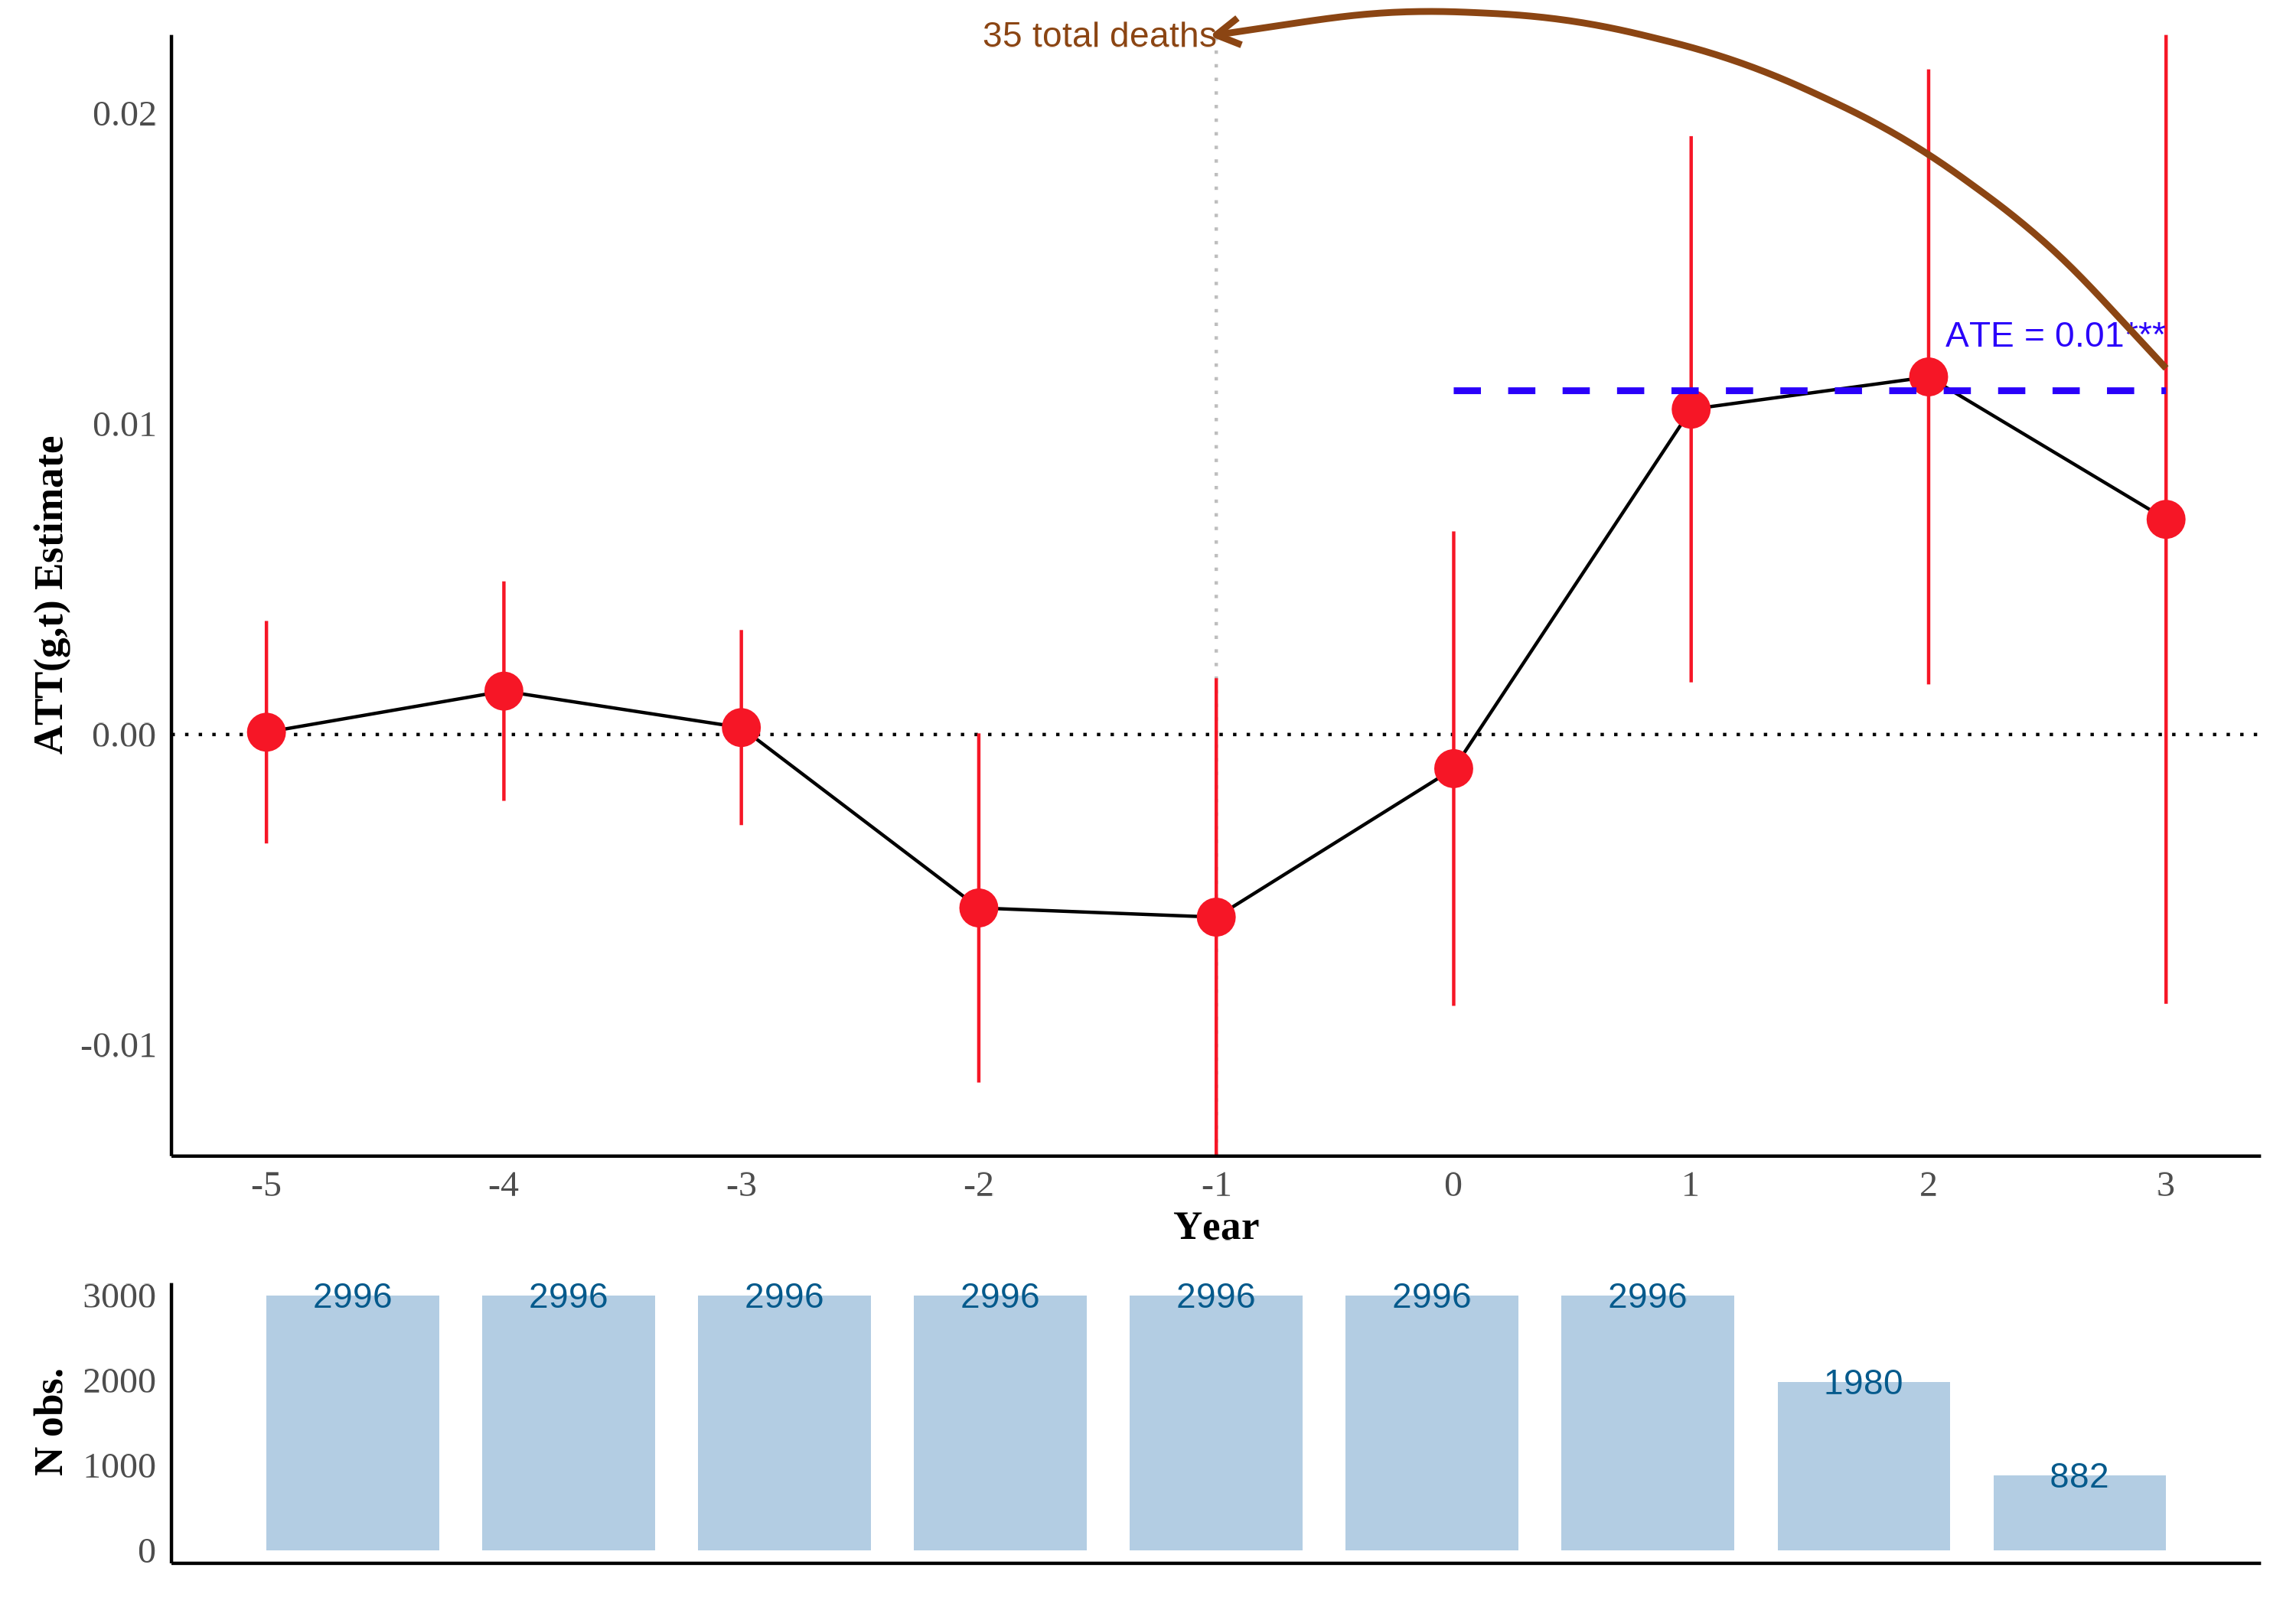 35 total deaths
0.02
ATE = 0.01***
0.01
ATT(g,t) Estimate
0.00
-0.01
-5 -4 -3 -2 -1 0 1 2 3
Year
3000
2996 2996 2996 2996 2996 2996 2996
2000
1980
N obs.
1000
882
0